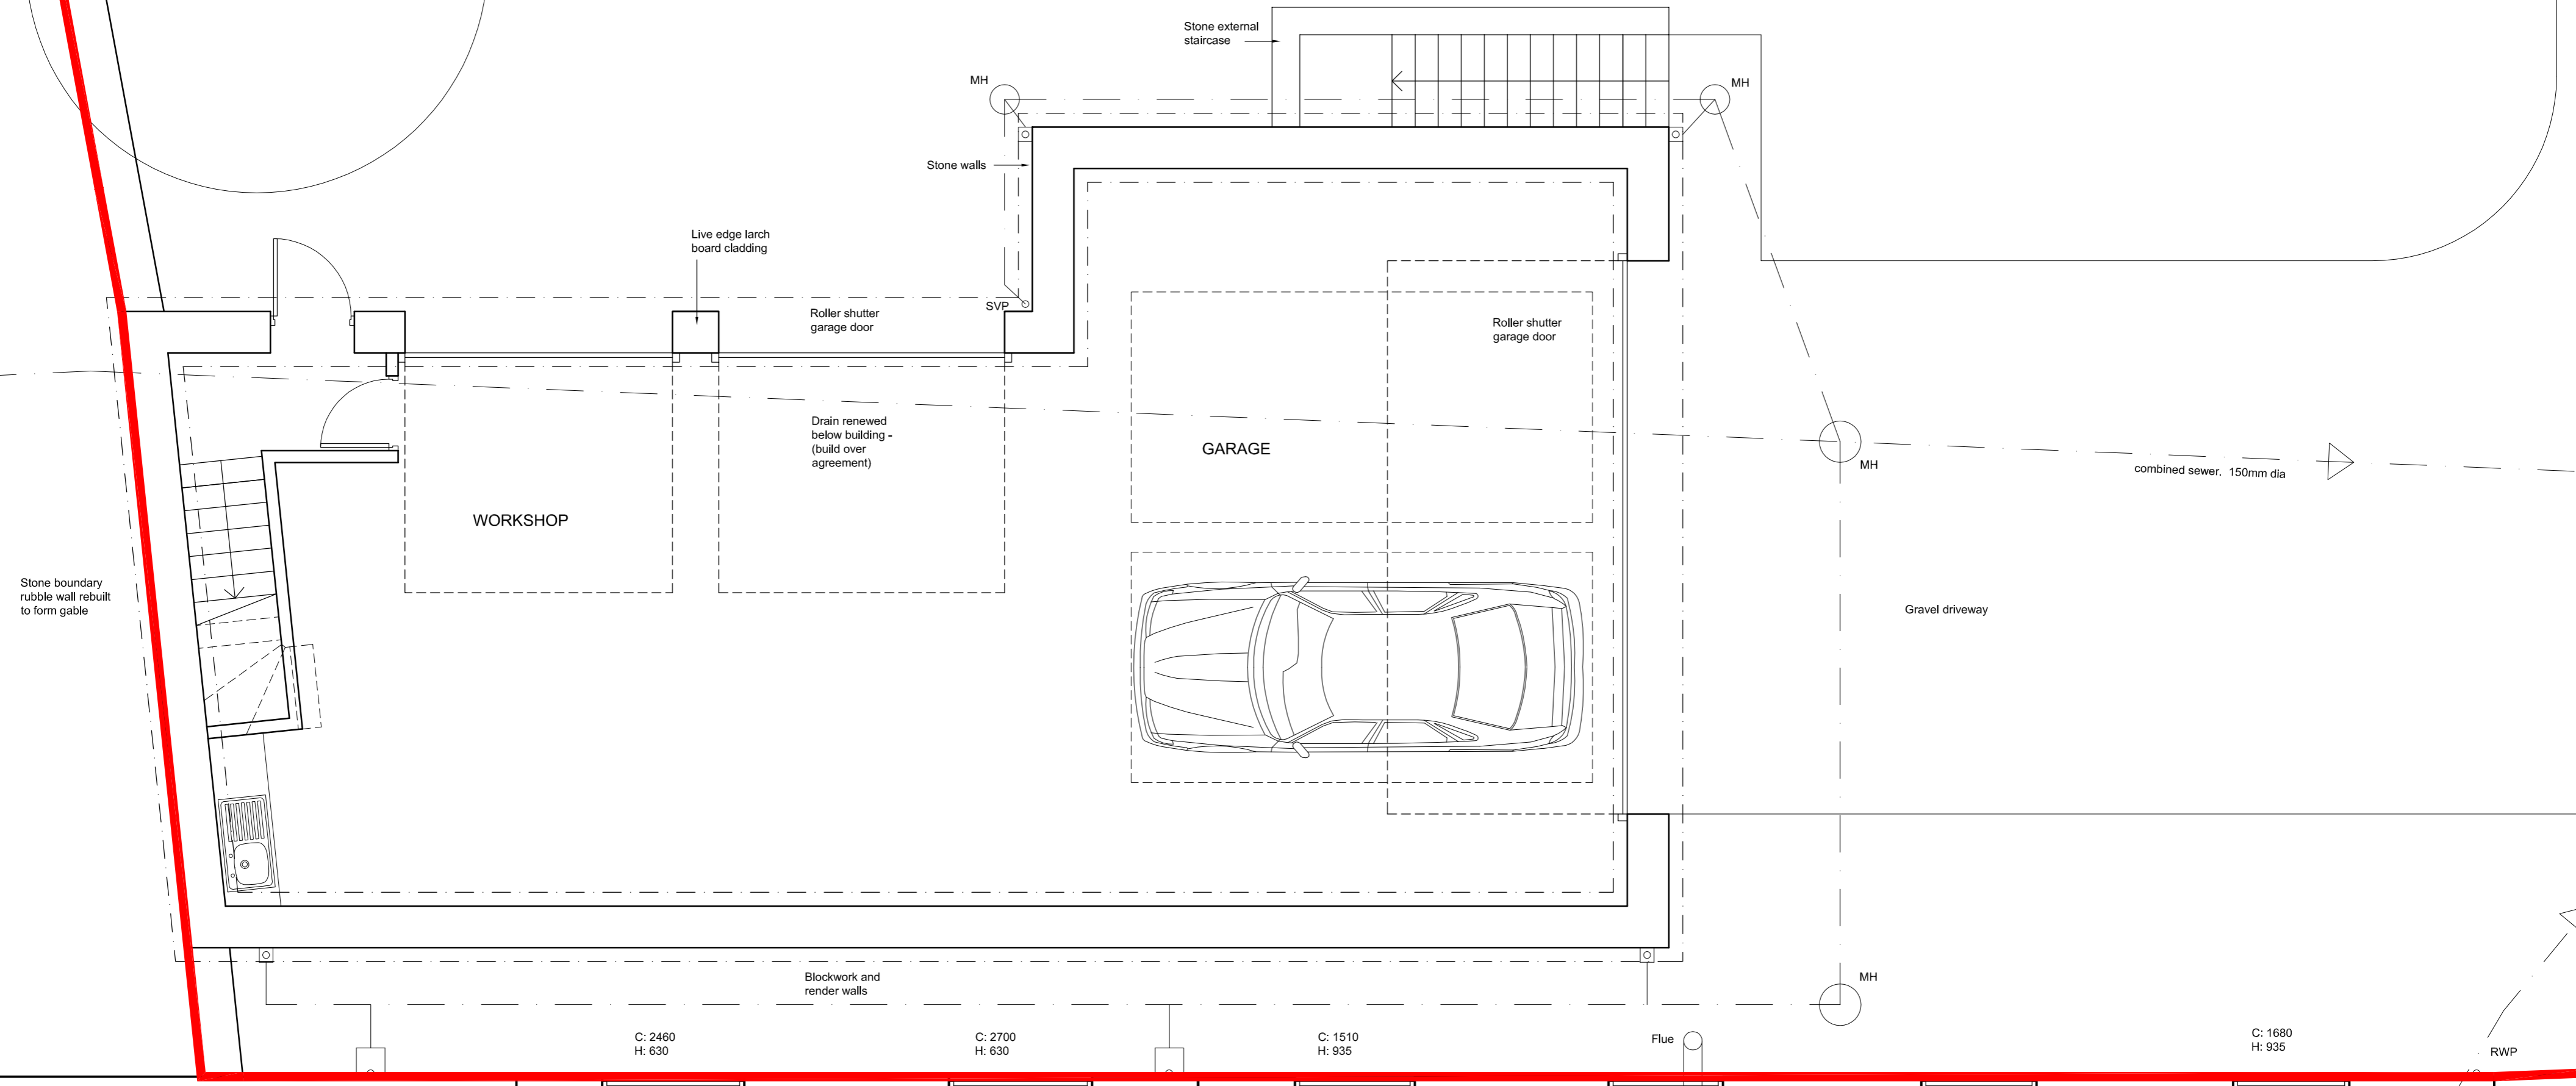 Stone external
staircase
MH
MH
Stone walls
Live edge larch
board cladding
SVP
Roller shutter
garage door
Roller shutter
garage door
Drain renewed
below building -
(build over
agreement)
GARAGE
MH
combined sewer. 150mm dia
WORKSHOP
Stone boundary
rubble wall rebuilt
to form gable
Gravel driveway
Blockwork and
render walls
MH
C: 2460
H: 630
C: 2700
H: 630
C: 1510
H: 935
Flue
C: 1680
H: 935
RWP